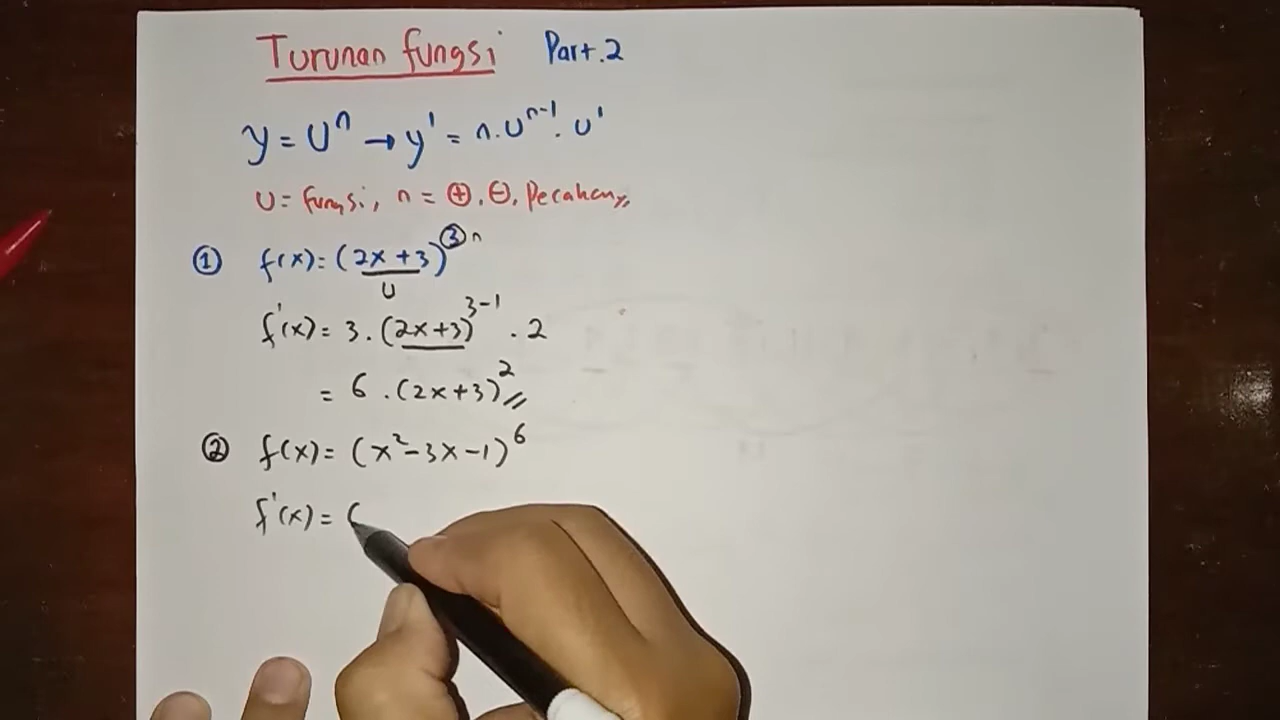 Turunan fungsi Part.2
y = U^n → y' = n.U^n-1. U'
U = fungsi, n = ⊕, ⊖, Pecahan,,
① f(x) = (2x+3)^③ n
U
f'(x) = 3.(2x+3)^3-1 . 2
= 6 .(2x+3)^2 //
② f(x) = (x^2-3x-1)^6
f'(x) = (